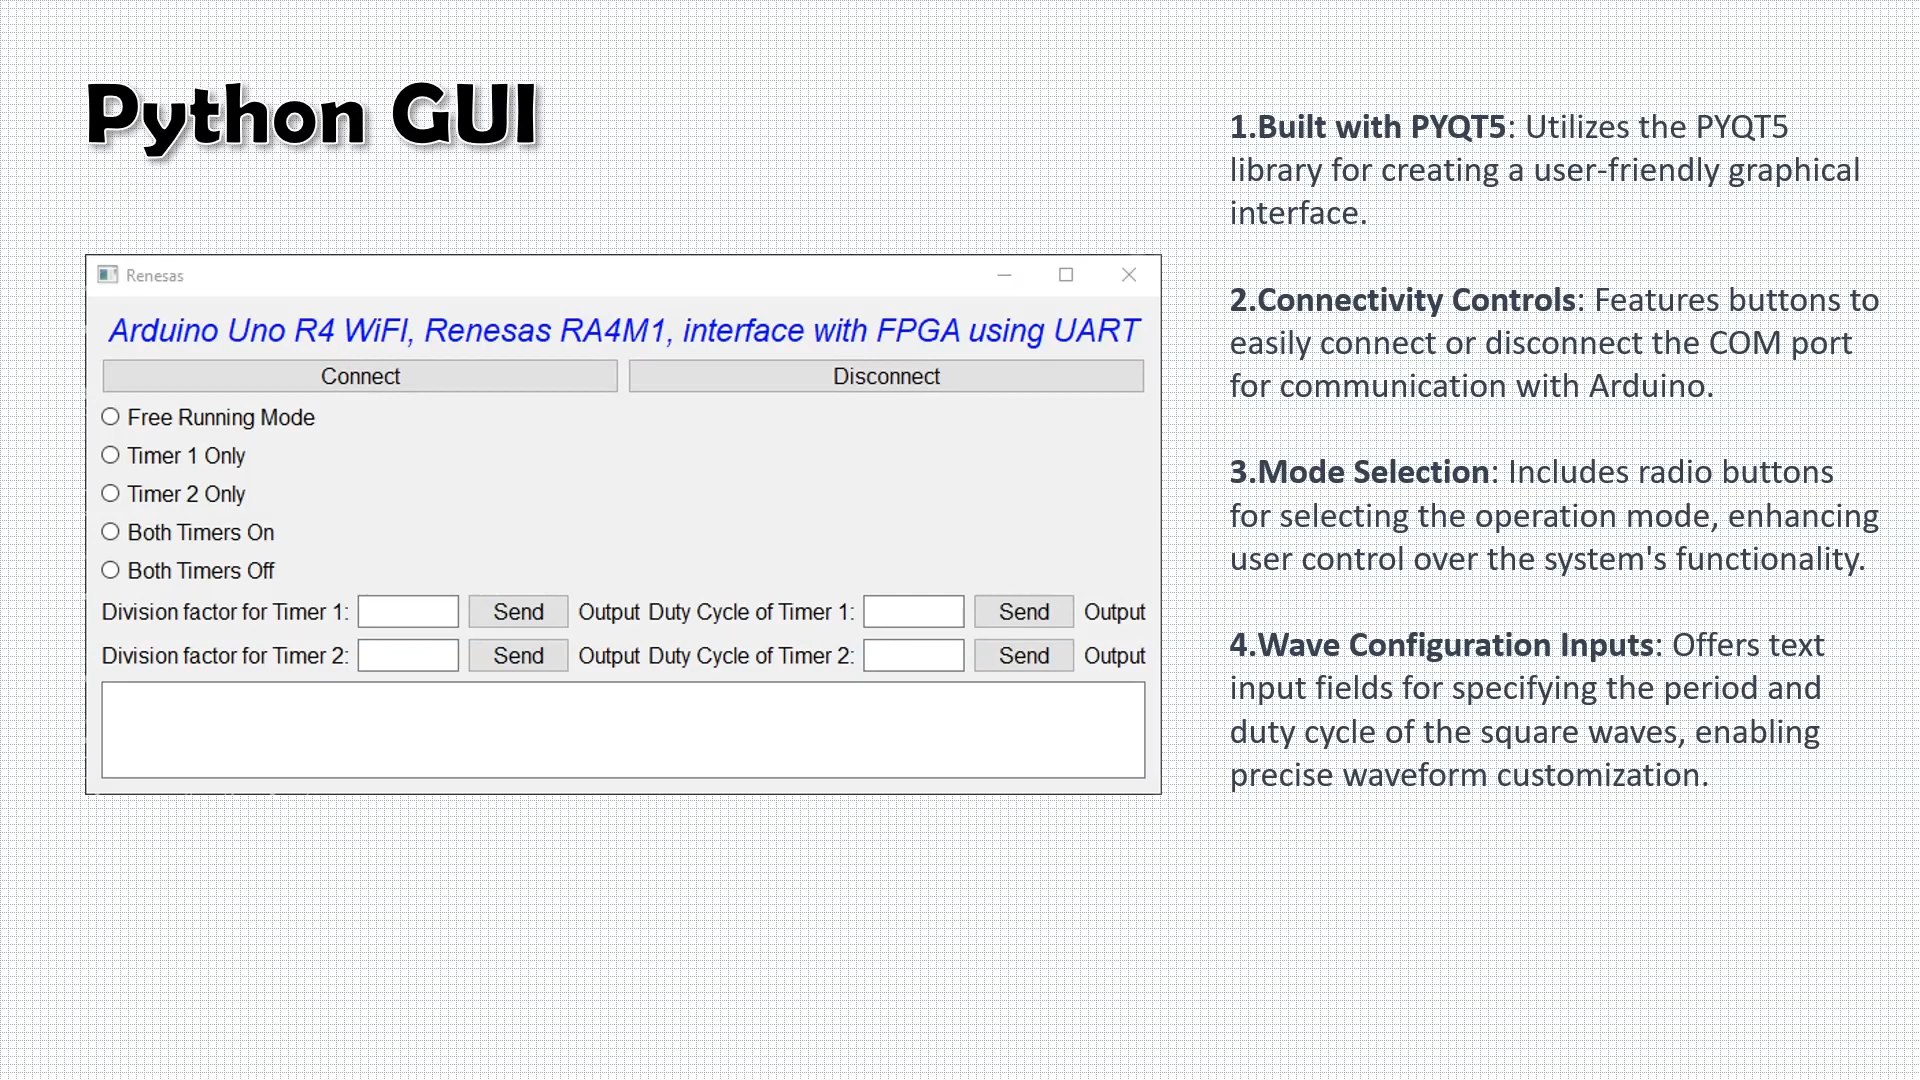 Python GUI
Renesas
Arduino Uno R4 WiFI, Renesas RA4M1, interface with FPGA using UART
Connect Disconnect
Free Running Mode
Timer 1 Only
Timer 2 Only
Both Timers On
Both Timers Off
Division factor for Timer 1: Send Output Duty Cycle of Timer 1: Send Output
Division factor for Timer 2: Send Output Duty Cycle of Timer 2: Send Output
1.Built with PYQT5: Utilizes the PYQT5
library for creating a user-friendly graphical
interface.
2.Connectivity Controls: Features buttons to
easily connect or disconnect the COM port
for communication with Arduino.
3.Mode Selection: Includes radio buttons
for selecting the operation mode, enhancing
user control over the system's functionality.
4.Wave Configuration Inputs: Offers text
input fields for specifying the period and
duty cycle of the square waves, enabling
precise waveform customization.